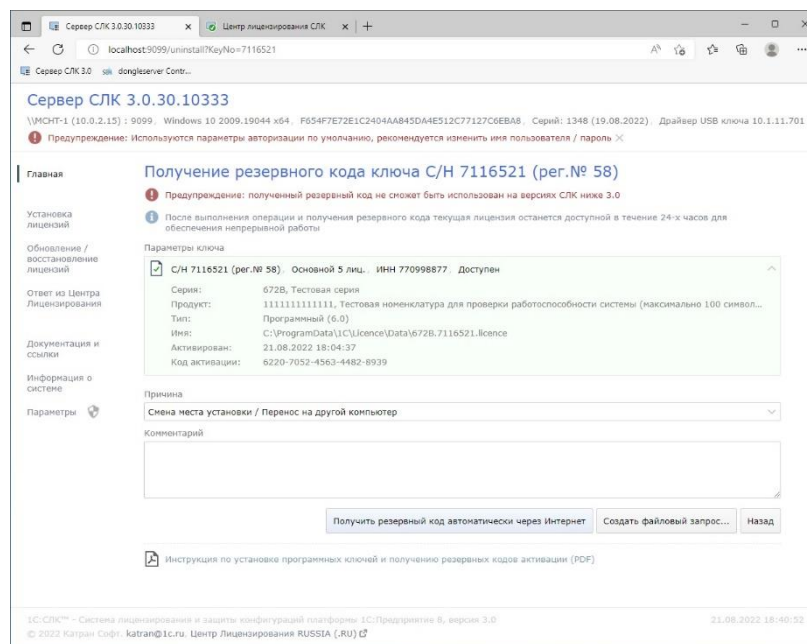 Сервер СЛК 3.0.30.10333
Центр лицензирования СЛК
localhost:9099/uninstall?KeyNo=7116521
Сервер СЛК 3.0
dongleserver Contr...
Сервер СЛК 3.0.30.10333
\\МСНТ-1 (10.0.2.15) : 9099, Windows 10 2009.19044 x64, F654F7E72E1C2404AA845DA4E512C77127C6EBA8, Серий: 1348 (19.08.2022), Драйвер USB ключа 10.1.11.701
Предупреждение: Используются параметры авторизации по умолчанию, рекомендуется изменить имя пользователя / пароль
Главная
Установка
лицензий
Обновление /
восстановление
лицензий
Ответ из Центра
Лицензирования
Документация и
ссылки
Информация о
системе
Параметры
Получение резервного кода ключа С/Н 7116521 (рег.№ 58)
Предупреждение: полученный резервный код не сможет быть использован на версиях СЛК ниже 3.0
После выполнения операции и получения резервного кода текущая лицензия останется доступной в течение 24-х часов для
обеспечения непрерывной работы
Параметры ключа
С/Н 7116521 (рег.№ 58), Основной 5 лиц., ИНН 770998877, Доступен
Серия: 672B, Тестовая серия
Продукт: 1111111111111, Тестовая номенклатура для проверки работоспособности системы (максимально 100 символ...
Тип: Программный (6.0)
Имя: C:\ProgramData\1C\Licence\Data\672B.7116521.licence
Активирован: 21.08.2022 18:04:37
Код активации: 6220-7052-4563-4482-8939
Причина
Смена места установки / Перенос на другой компьютер
Комментарий
Получить резервный код автоматически через Интернет
Создать файловый запрос...
Назад
Инструкция по установке программных ключей и получению резервных кодов активации (PDF)
1С:СЛК™ - Система лицензирования и защиты конфигураций платформы 1С:Предприятие 8, версия 3.0
21.08.2022 18:40:52
© 2022 Катран Софт, katran@1c.ru, Центр Лицензирования RUSSIA (.RU)